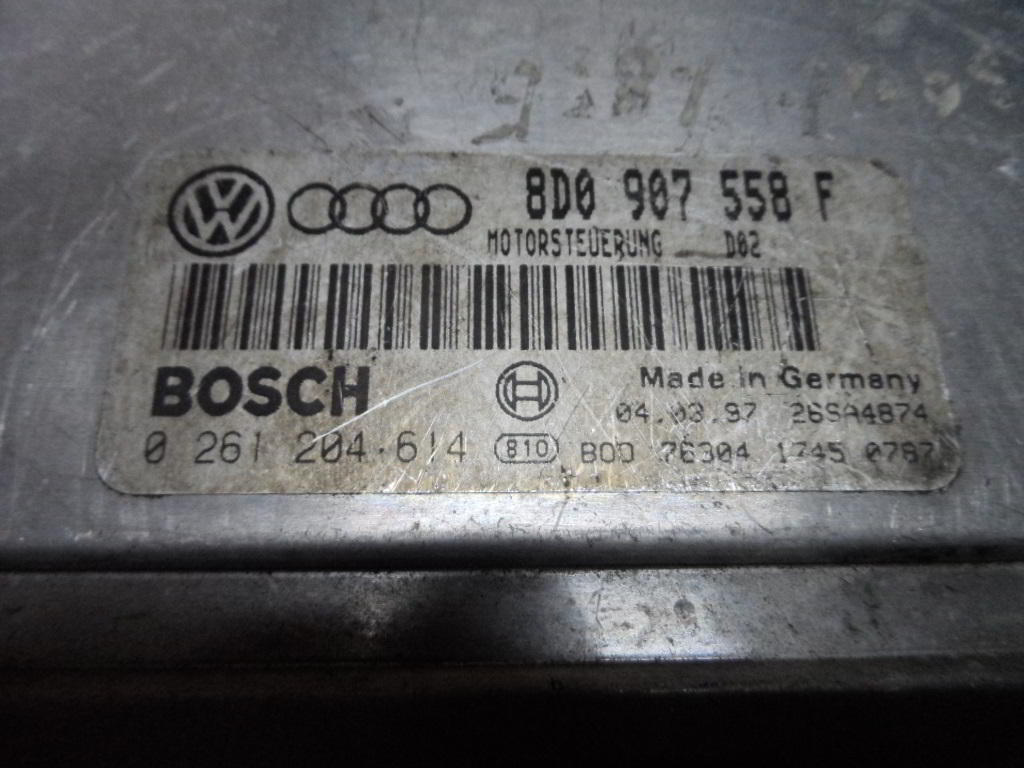 8D0 907 558 F
MOTORSTEUERUNG D02
BOSCH
Made in Germany
04.03.97 26SA4874
0 261 204 614
810 BOD 76304 1745 0787